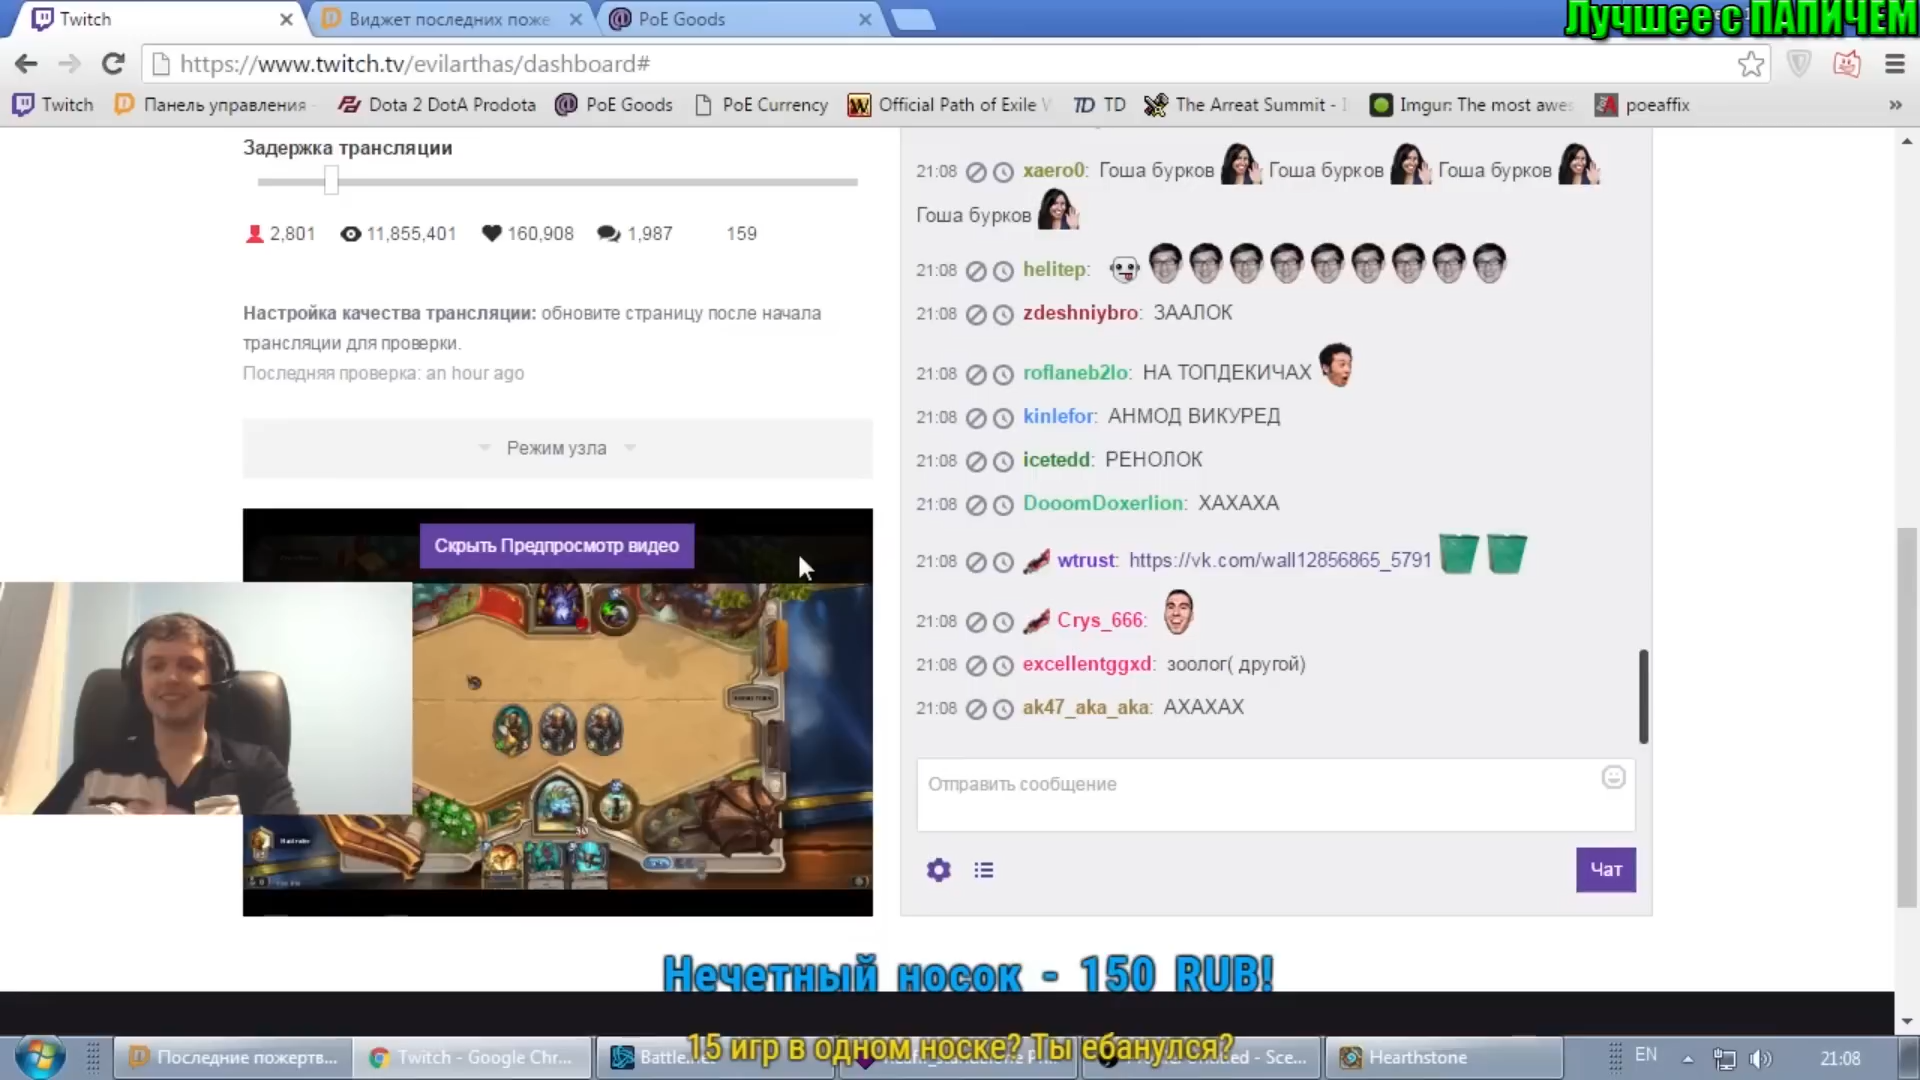 Twitch
Виджет последних поже
PoE Goods
Лучшее с ПАПИЧЕМ
https://www.twitch.tv/evilarthas/dashboard#
Twitch
Панель управления
Dota 2 DotA Prodota
PoE Goods
PoE Currency
Official Path of Exile
TD
The Arreat Summit -
Imgur: The most awes
poeaffix
Задержка трансляции
2,801 11,855,401 160,908 1,987 159
Настройка качества трансляции: обновите страницу после начала
трансляции для проверки.
Последняя проверка: an hour ago
Режим узла
Скрыть Предпросмотр видео
21:08 xaero0: Гоша бурков Гоша бурков Гоша бурков
Гоша бурков
21:08 helitep:
21:08 zdeshniybro: ЗААЛОК
21:08 roflaneb2lo: НА ТОПДЕКИЧАХ
21:08 kinlefor: АНМОД ВИКУРЕД
21:08 icetedd: РЕНОЛОК
21:08 DooomDoxerlion: ХАХАХА
21:08 wtrust: https://vk.com/wall12856865_5791
21:08 Crys_666:
21:08 excellentggxd: зоолог( другой)
21:08 ak47_aka_aka: АХАХАХ
Отправить сообщение
Чат
Нечетный носок - 150 RUB!
15 игр в одном носке? Ты ебанулся?
Последние пожертв...
Twitch - Google Chr...
Hearthstone
EN
21:08